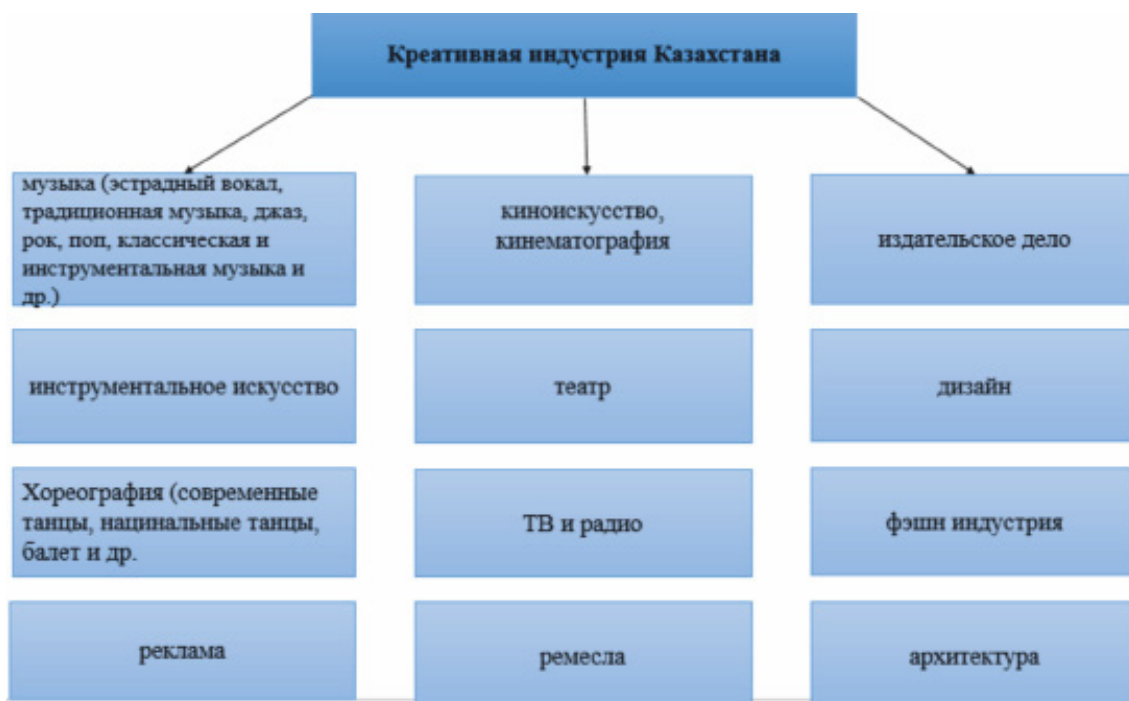 Креативная индустрия Казахстана
музыка (эстрадный вокал,
традиционная музыка, джаз,
рок, поп, классическая и
инструментальная музыка и
др.)
киноискусство,
кинематография
издательское дело
инструментальное искусство
театр
дизайн
Хореография (современные
танцы, нацинальные танцы,
балет и др.
ТВ и радио
фэшн индустрия
реклама
ремесла
архитектура